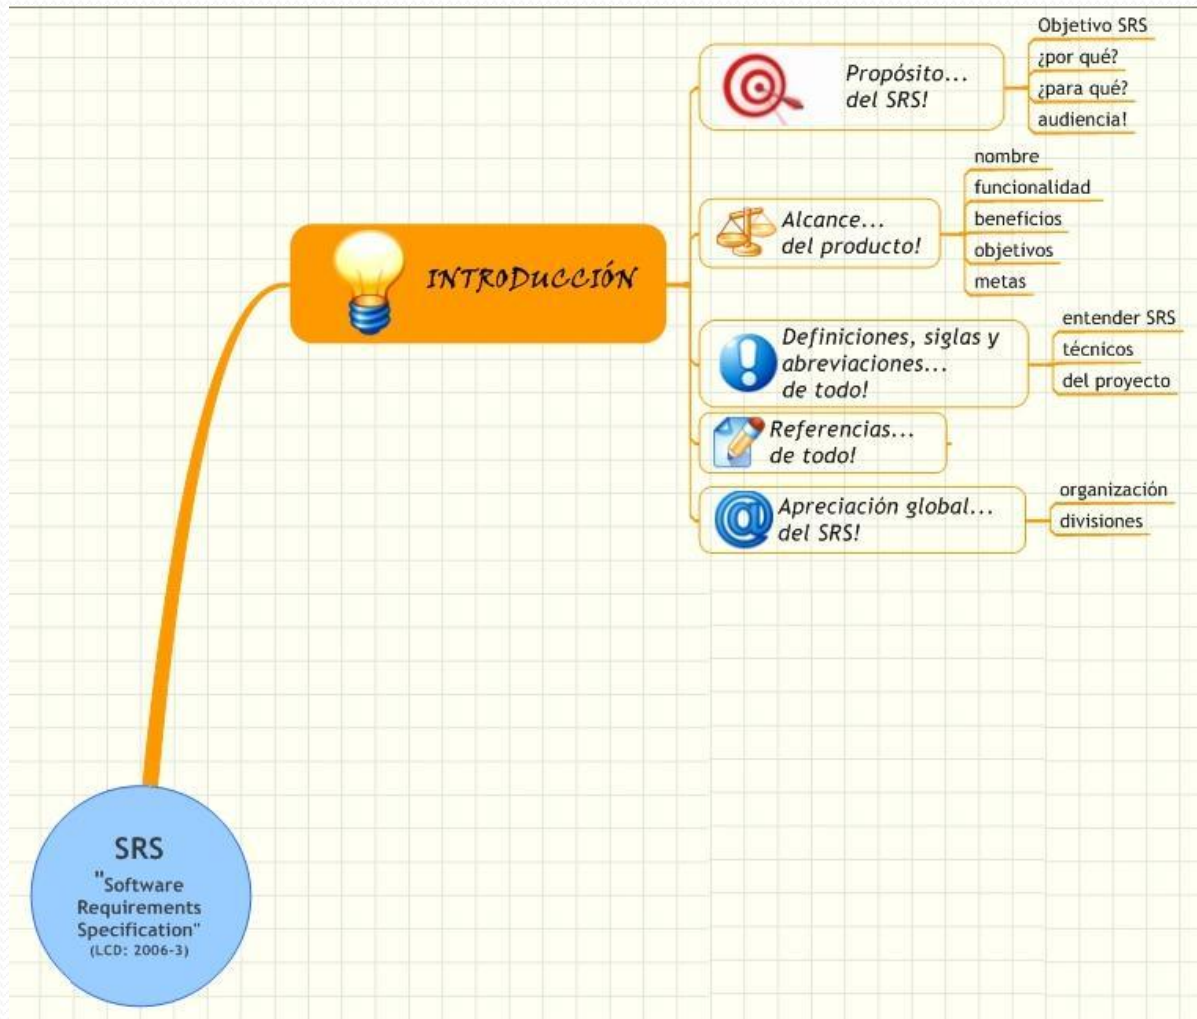 Objetivo SRS
¿por qué?
¿para qué?
audiencia!
Propósito...
del SRS!
nombre
funcionalidad
beneficios
objetivos
metas
Alcance...
del producto!
INTRODUCCIÓN
Definiciones, siglas y
abreviaciones...
de todo!
entender SRS
técnicos
del proyecto
Referencias...
de todo!
Apreciación global...
del SRS!
organización
divisiones
SRS
"Software
Requirements
Specification"
(LCD: 2006-3)